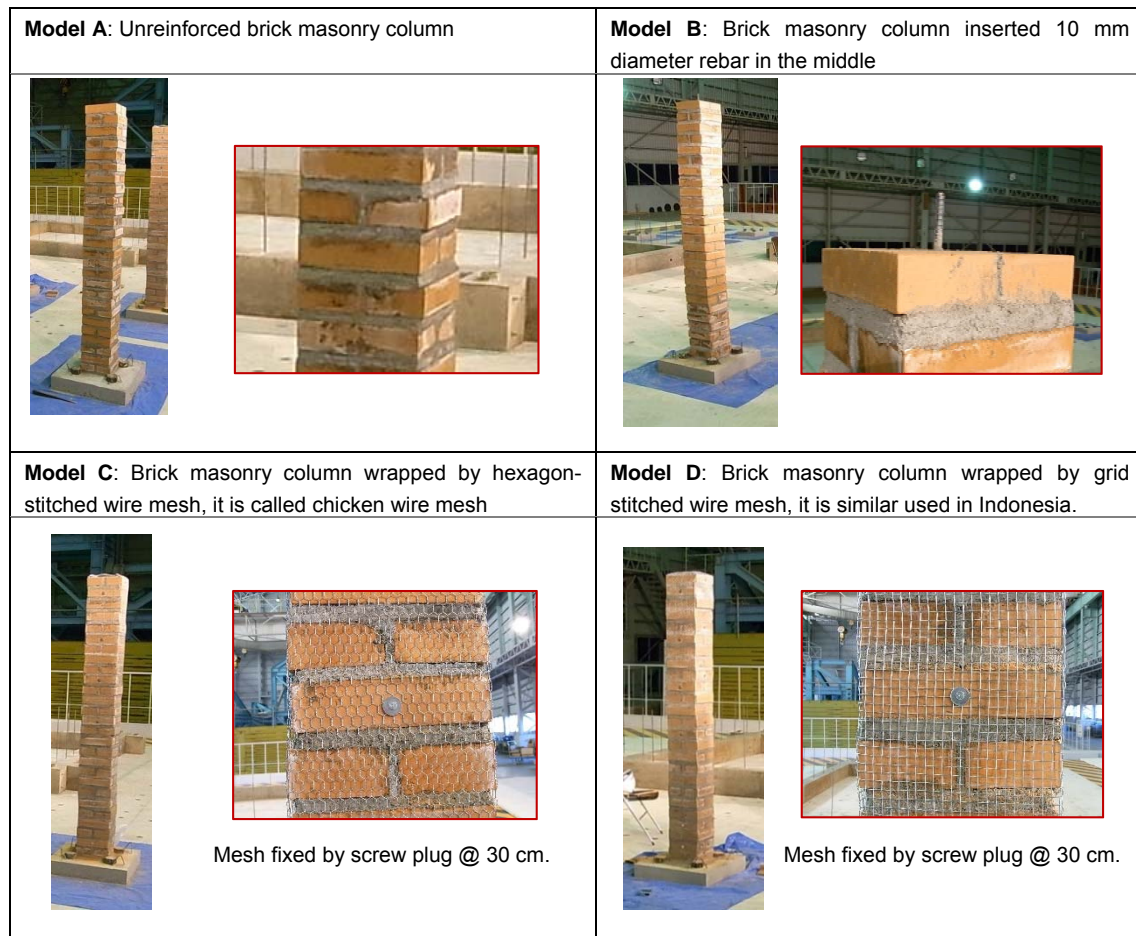 Model A: Unreinforced brick masonry column
Model B: Brick masonry column inserted 10 mm
diameter rebar in the middle
Model C: Brick masonry column wrapped by hexagon-
stitched wire mesh, it is called chicken wire mesh
Mesh fixed by screw plug @ 30 cm.
Model D: Brick masonry column wrapped by grid
stitched wire mesh, it is similar used in Indonesia.
Mesh fixed by screw plug @ 30 cm.